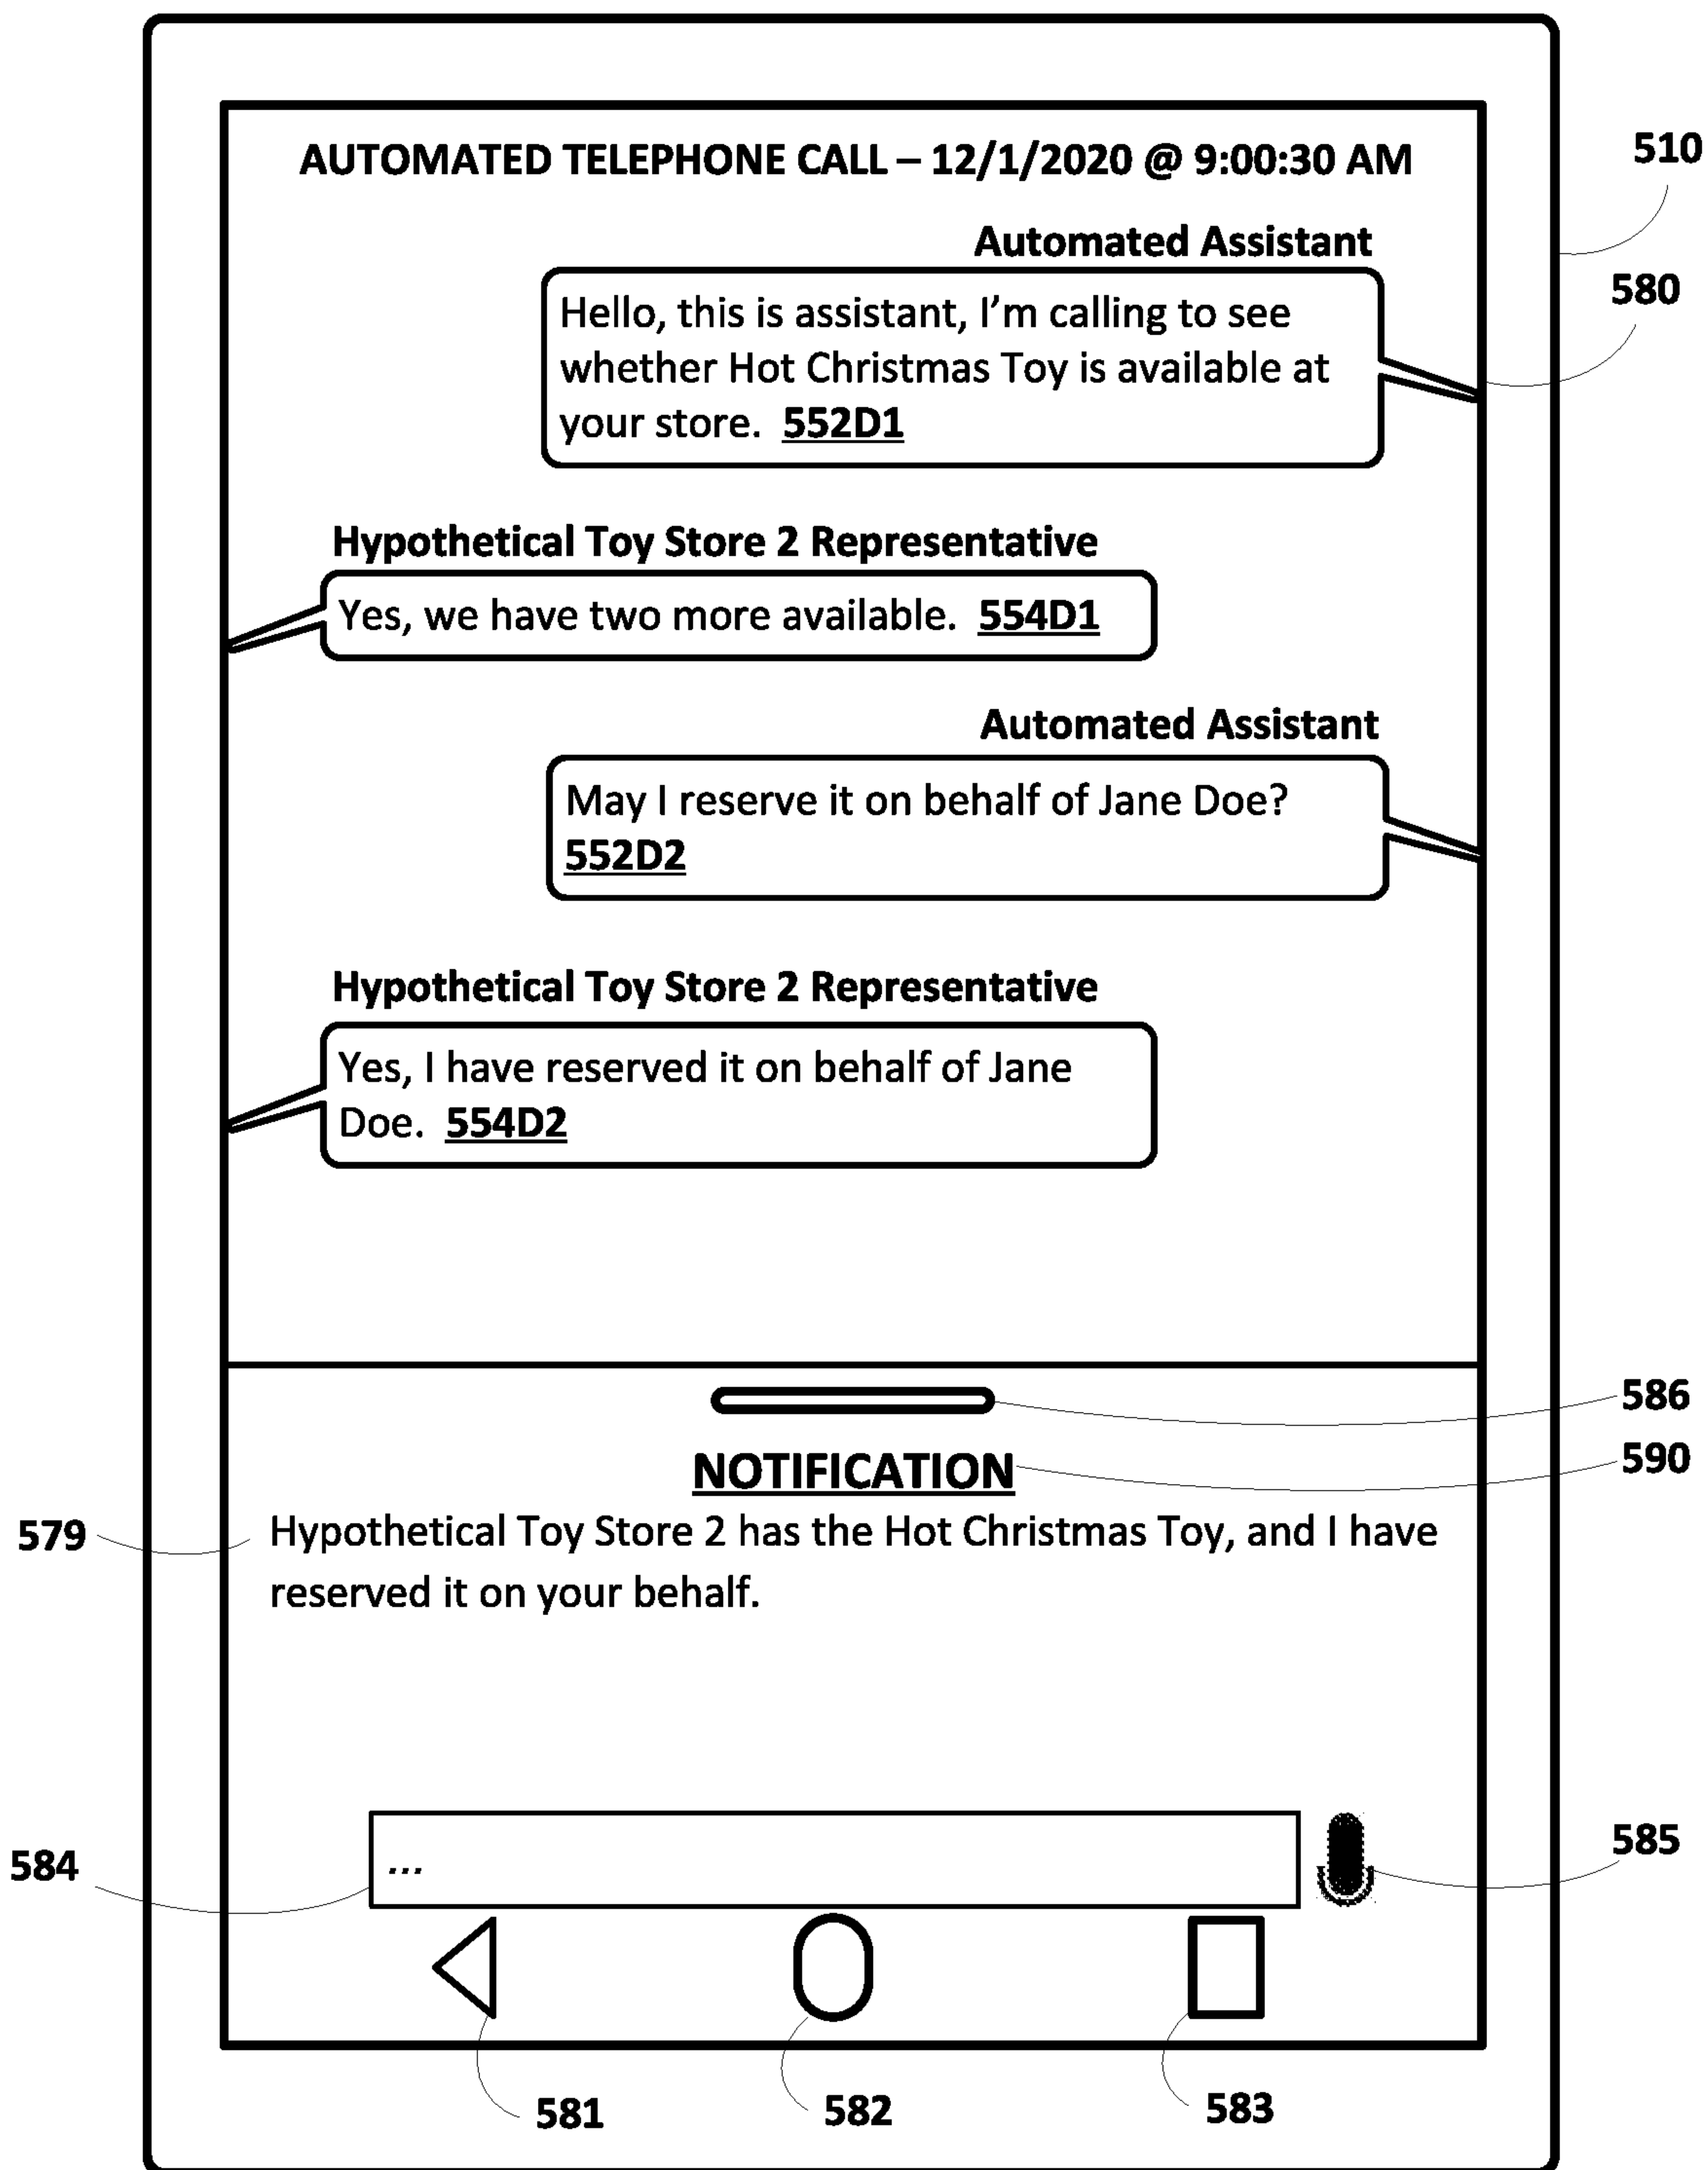 AUTOMATED TELEPHONE CALL – 12/1/2020 @ 9:00:30 AM
510
Automated Assistant
580
Hello, this is assistant, I'm calling to see
whether Hot Christmas Toy is available at
your store. 552D1
Hypothetical Toy Store 2 Representative
Yes, we have two more available. 554D1
Automated Assistant
May I reserve it on behalf of Jane Doe?
552D2
Hypothetical Toy Store 2 Representative
Yes, I have reserved it on behalf of Jane
Doe. 554D2
586
NOTIFICATION
590
579
Hypothetical Toy Store 2 has the Hot Christmas Toy, and I have
reserved it on your behalf.
584
...
585
581
582
583